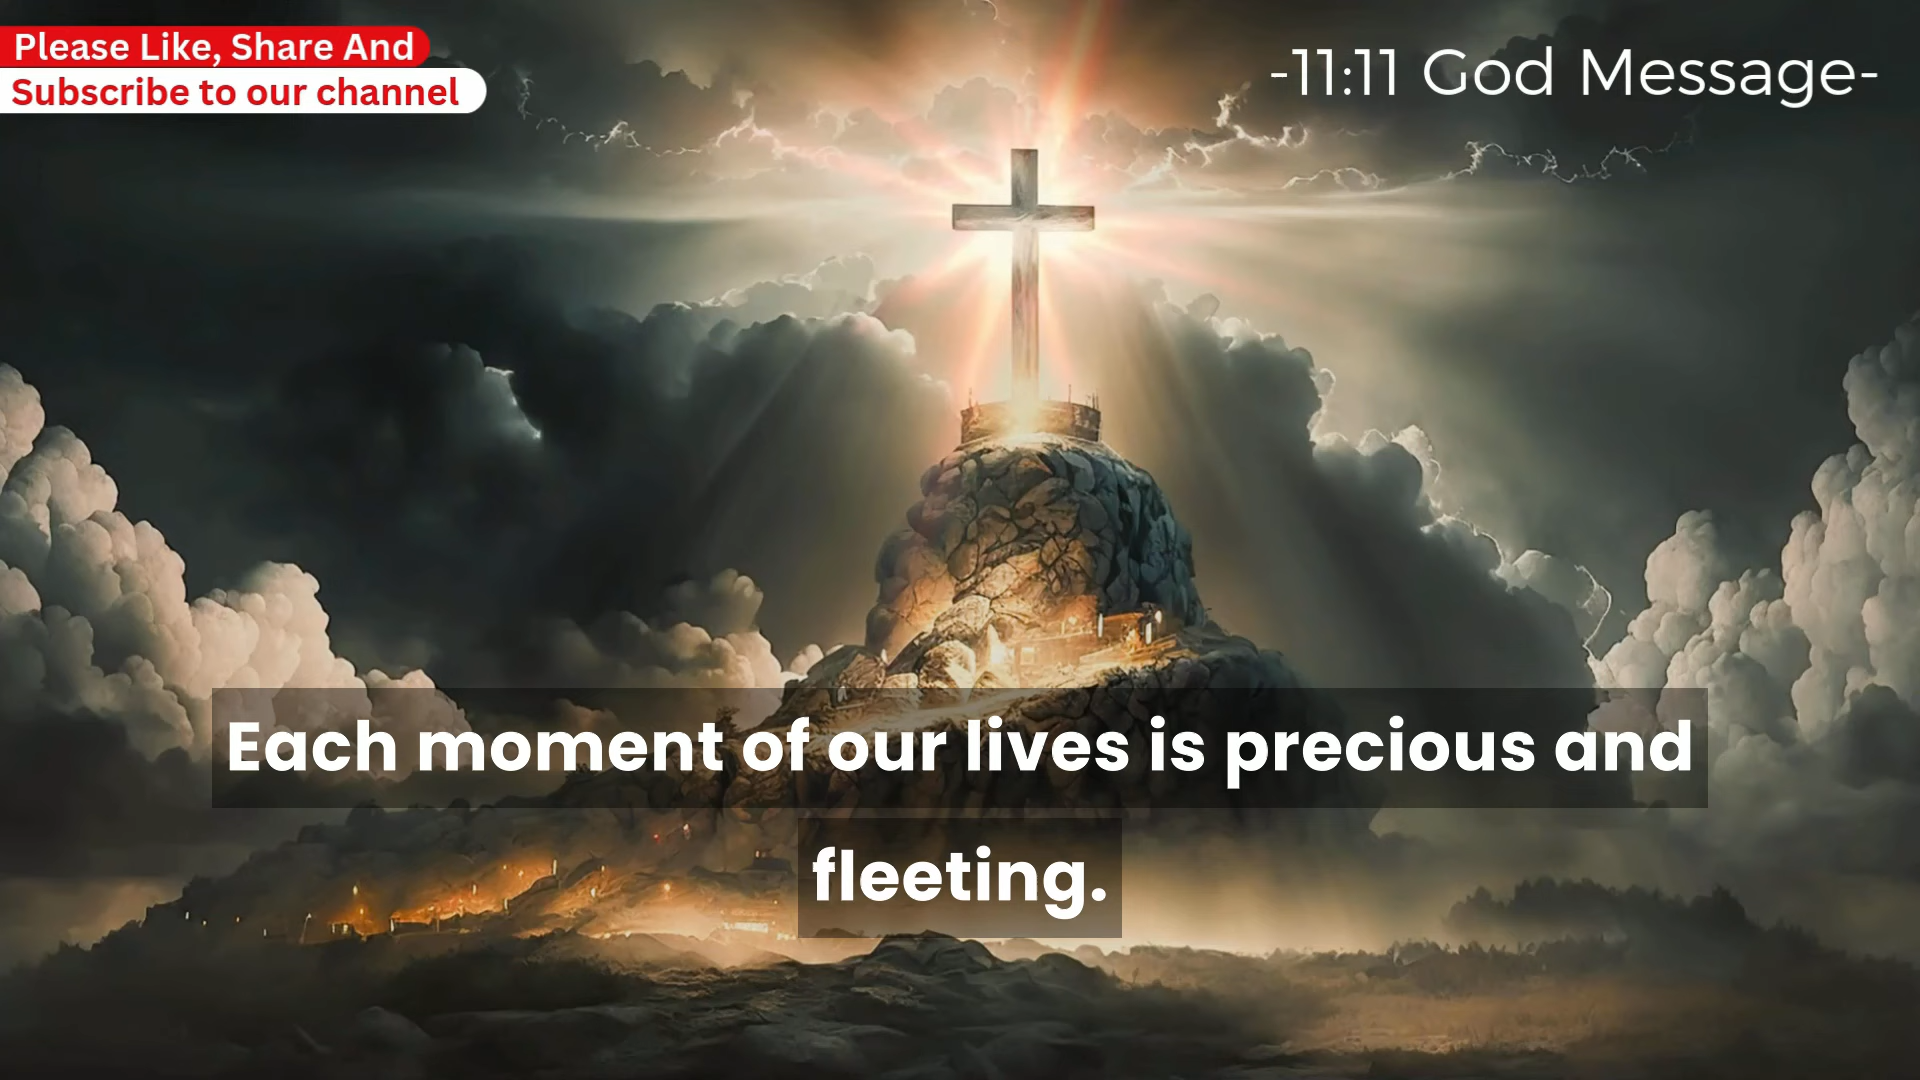 Please Like, Share And
Subscribe to our channel
-11:11 God Message-
Each moment of our lives is precious and
fleeting.